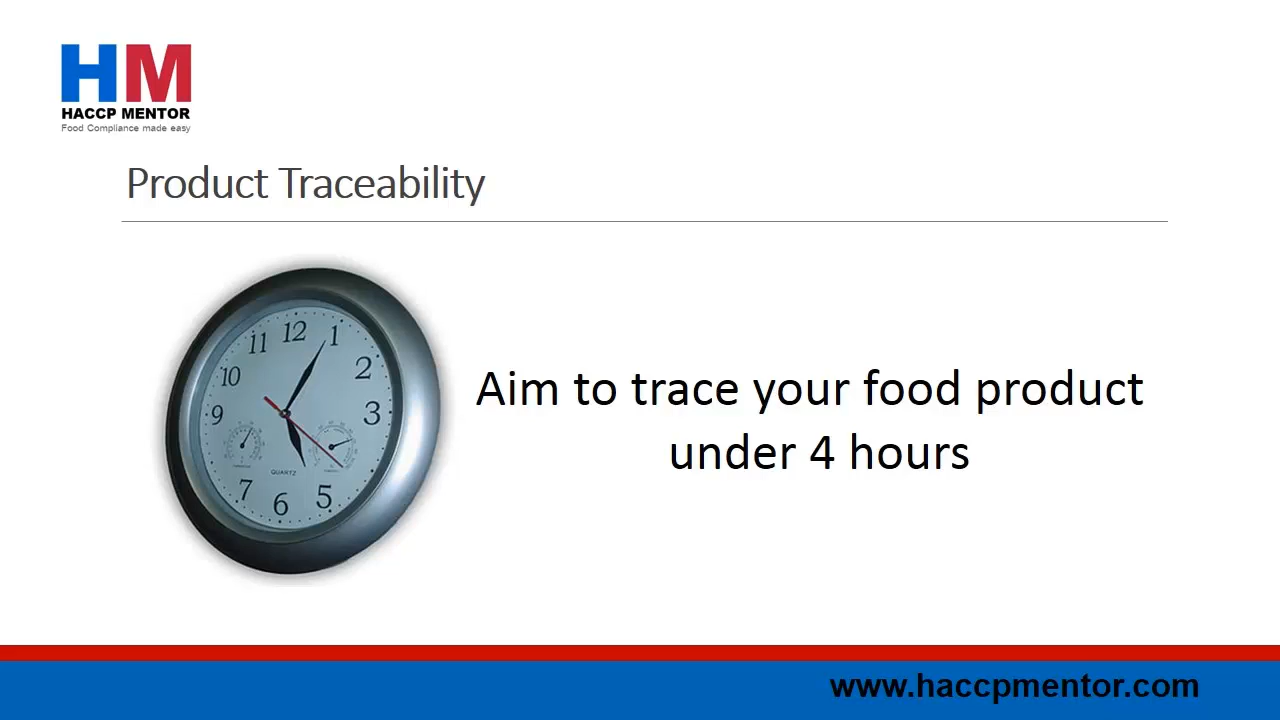 HM
HACCP MENTOR
Food Compliance made easy
Product Traceability
12
11 1
10 2
9 3
QUARTZ
7 5
6
Aim to trace your food product
under 4 hours
www.haccpmentor.com